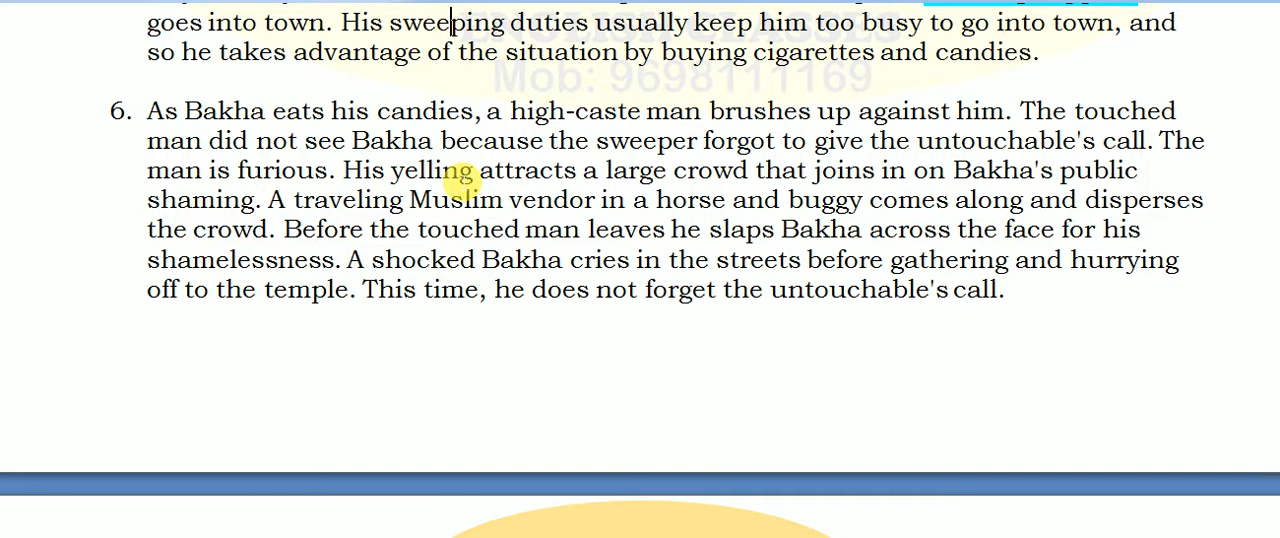 goes into town. His sweeping duties usually keep him too busy to go into town, and
so he takes advantage of the situation by buying cigarettes and candies.
ENGLISH CLASSES
Mob: 9698111169
6. As Bakha eats his candies, a high-caste man brushes up against him. The touched
man did not see Bakha because the sweeper forgot to give the untouchable's call. The
man is furious. His yelling attracts a large crowd that joins in on Bakha's public
shaming. A traveling Muslim vendor in a horse and buggy comes along and disperses
the crowd. Before the touched man leaves he slaps Bakha across the face for his
shamelessness. A shocked Bakha cries in the streets before gathering and hurrying
off to the temple. This time, he does not forget the untouchable's call.